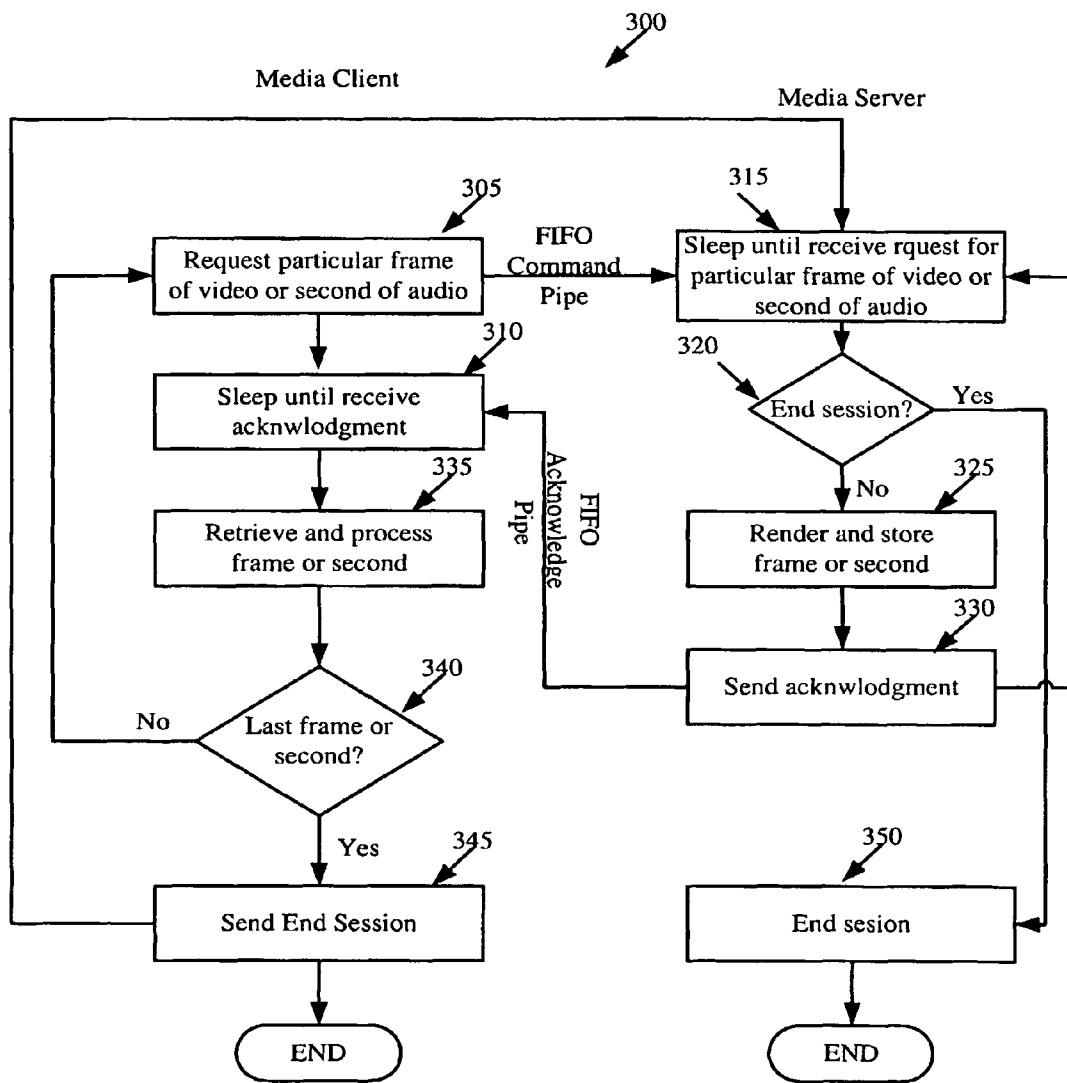 300
Media Client
Media Server
305
315
Request particular frame
of video or second of audio
FIFO
Command
Pipe
Sleep until receive rquest for
particular frame of video or
second of audio
310
320
Sleep until receive
acknwlodgment
End session?
Yes
335
FIFO
Acknowledge
Pipe
No
325
Retrieve and process
frame or second
Render and store
frame or second
330
340
Send acknwlodgment
No
Last frame or
second?
Yes
345
350
Send End Session
End sesion
END
END